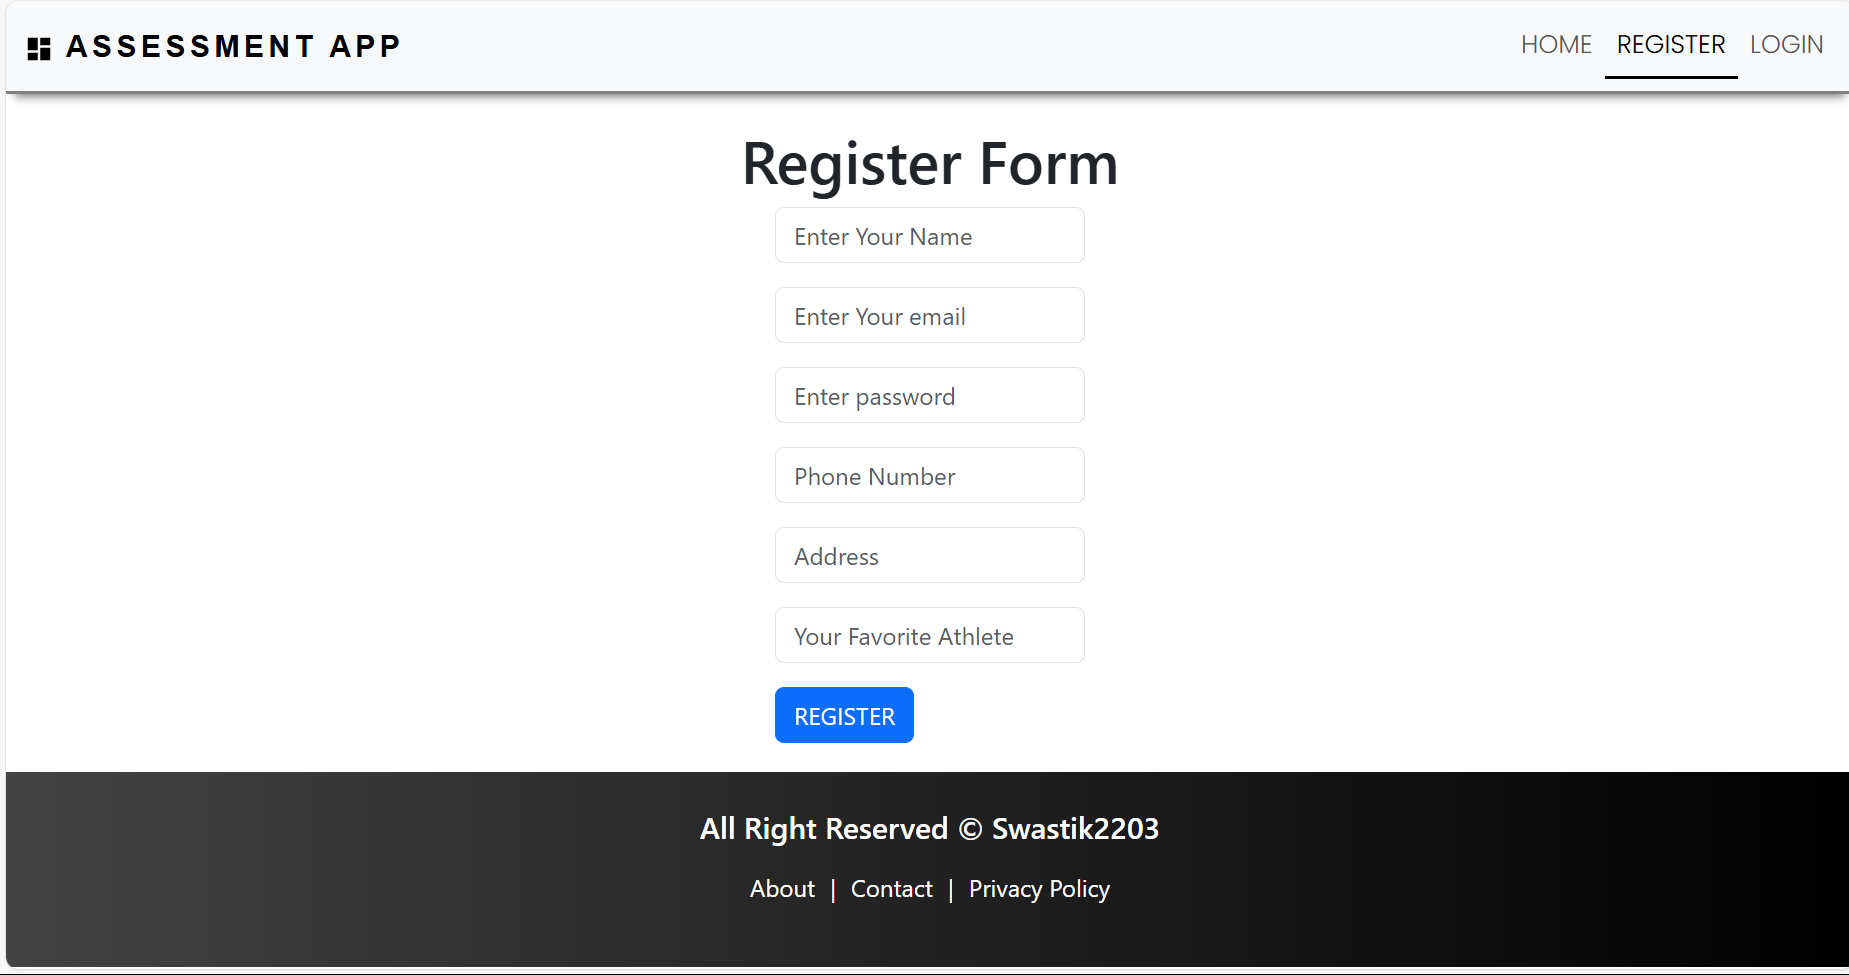 ASSESSMENT APP
HOME REGISTER LOGIN
Register Form
Enter Your Name
Enter Your email
Enter password
Phone Number
Address
Your Favorite Athlete
REGISTER
All Right Reserved © Swastik2203
About | Contact | Privacy Policy